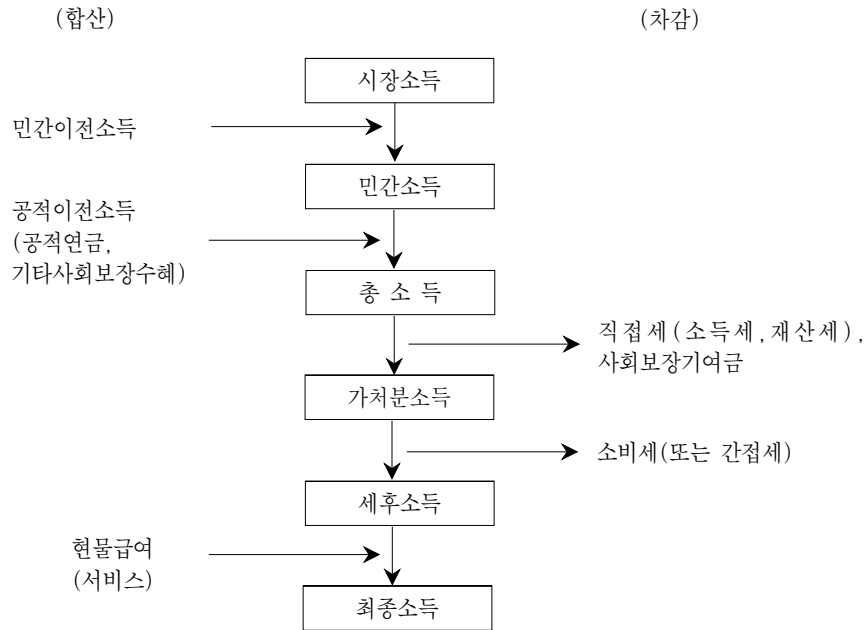 (합산)
(차감)
시장소득
민간이전소득
민간소득
공적이전소득
(공적연금,
기타사회보장수혜)
총 소 득
직접세(소득세,재산세),
사회보장기여금
가처분소득
소비세(또는 간접세)
세후소득
현물급여
(서비스)
최종소득